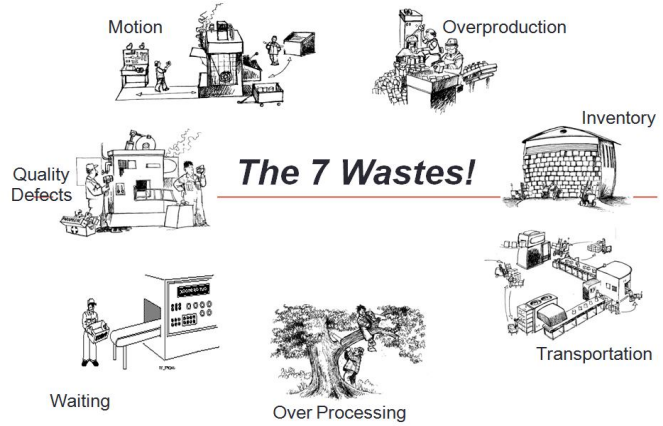 Motion
Overproduction
Inventory
The 7 Wastes!
Quality
Defects
Transportation
Waiting
Over Processing